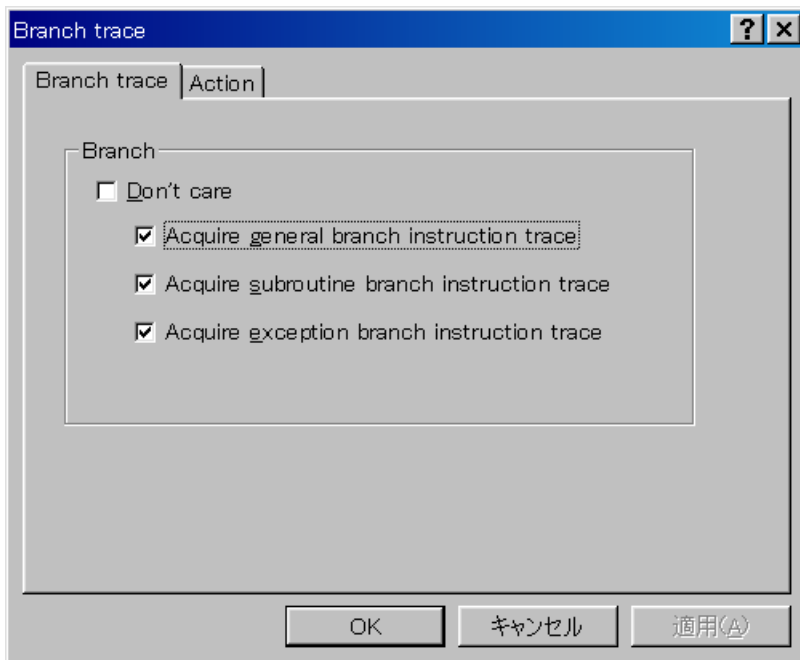 Branch trace
Branch trace Action
Branch
Don't care
Acquire general branch instruction trace
Acquire subroutine branch instruction trace
Acquire exception branch instruction trace
OK キャンセル 適用(A)